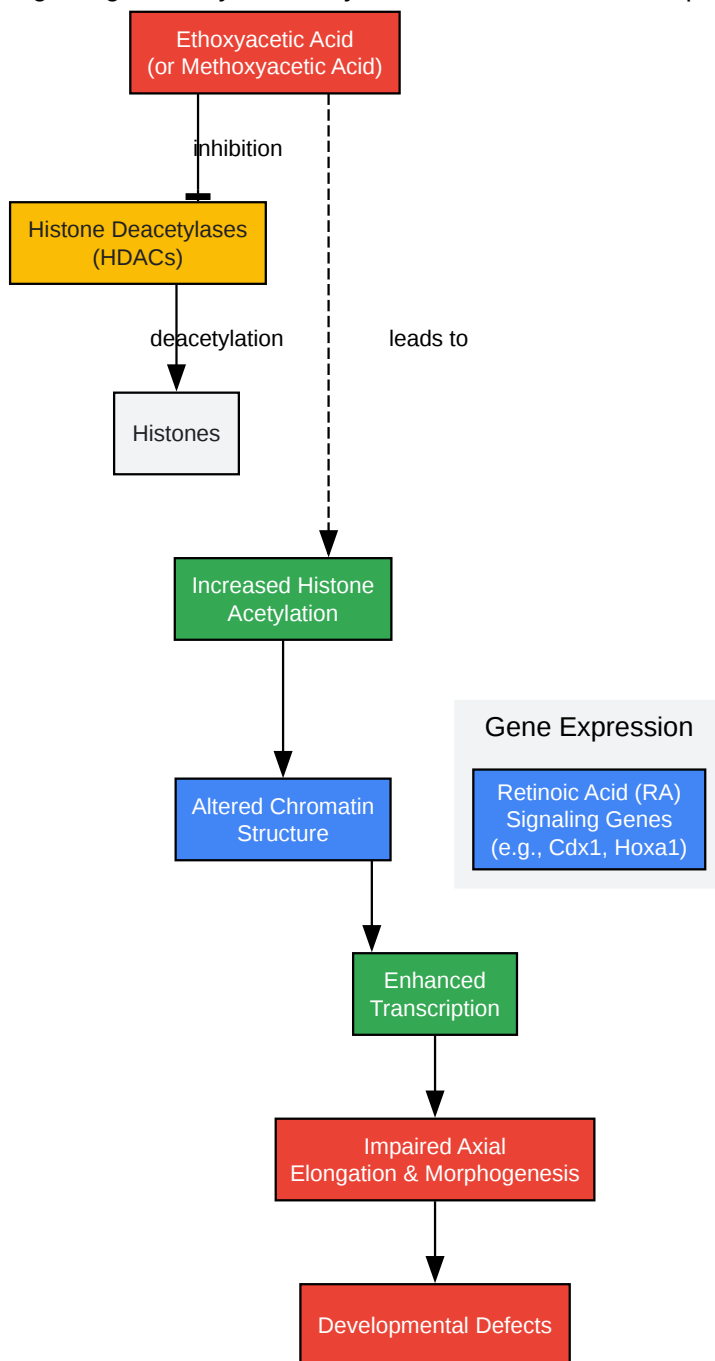 Ethoxyacetic Acid
(or Methoxyacetic Acid)
inhibition
Histone Deacetylases
(HDACs)
deacetylation
leads to
Histones
Increased Histone
Acetylation
Gene Expression
Altered Chromatin
Structure
Retinoic Acid (RA)
Signaling Genes
(e.g., Cdx1, Hoxa1)
Enhanced
Transcription
Impaired Axial
Elongation & Morphogenesis
Developmental Defects